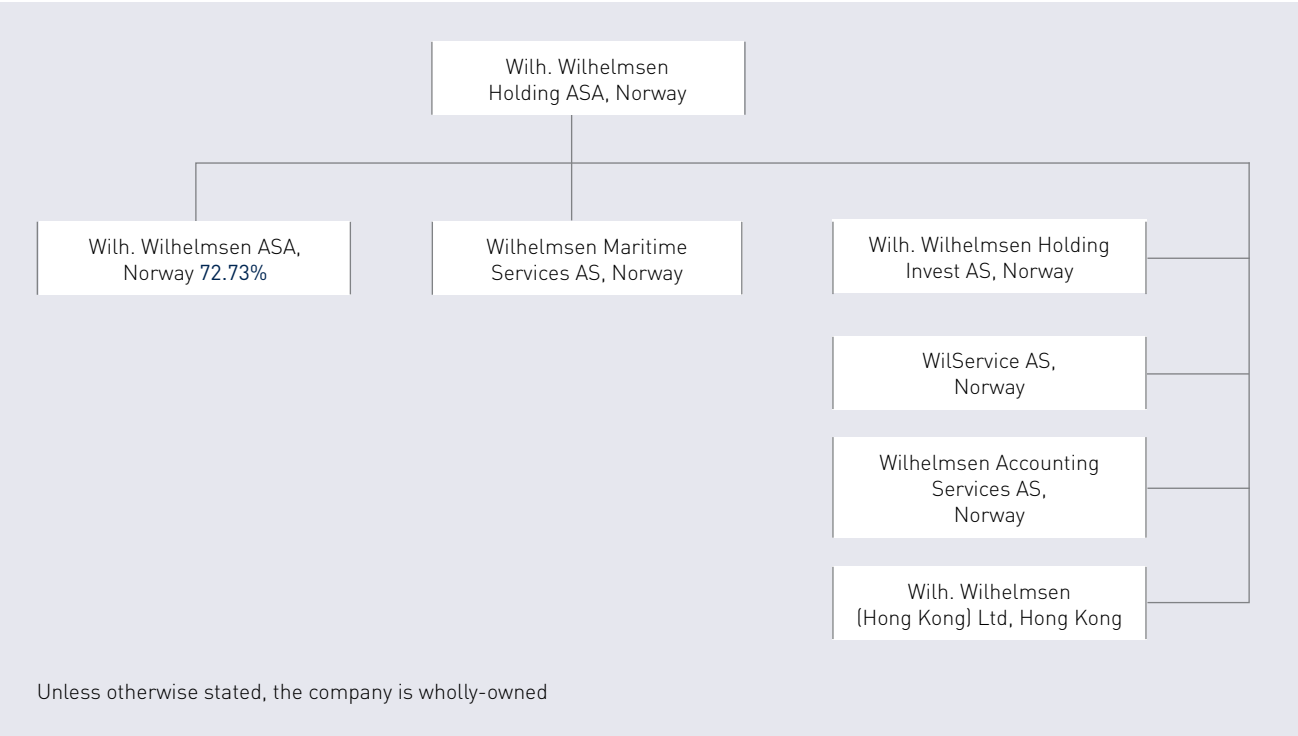 Wilh. Wilhelmsen
Holding ASA, Norway
Wilh. Wilhelmsen ASA,
Norway 72.73%
Wilhelmsen Maritime
Services AS, Norway
Wilh. Wilhelmsen Holding
Invest AS, Norway
WilService AS,
Norway
Wilhelmsen Accounting
Services AS,
Norway
Wilh. Wilhelmsen
(Hong Kong) Ltd, Hong Kong
Unless otherwise stated, the company is wholly-owned